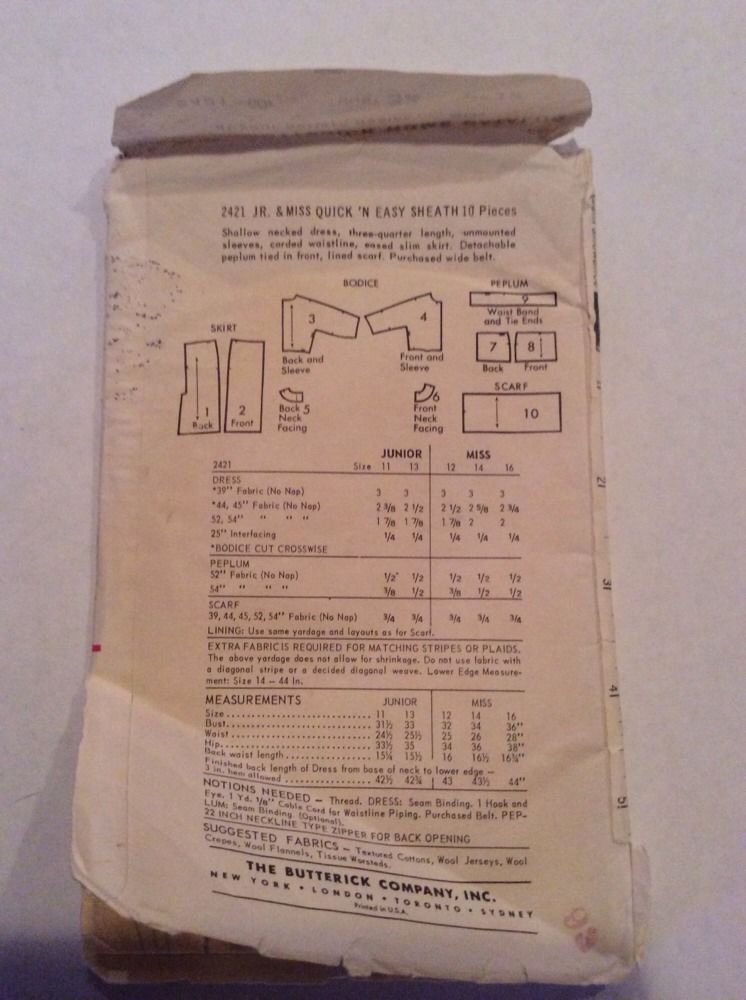 2421 JR. & MISS QUICK 'N EASY SHEATH 10 Pieces
Shallow necked dress, three-quarter length, unmounted
sleeves, corded waistline, eased slim skirt. Detachable
peplum tied in front, lined scarf. Purchased wide belt.
BODICE
PEPLUM
9
Waist Band
and Tie Ends
SKIRT
3
Back and
Sleeve
4
Front and
Sleeve
7
Back
8
Front
1
Back
2
Front
Back 5
Neck
Facing
6
Front
Neck
Facing
SCARF
10
JUNIOR MISS
2421 Size 11 13 12 14 16
DRESS
*39" Fabric (No Nap) 3 3 3 3 3
*44, 45" Fabric (No Nap) 2 3/8 2 1/2 2 1/2 2 5/8 2 3/4
52, 54" " " " 1 7/8 1 7/8 1 7/8 2 2
25" Interfacing 1/4 1/4 1/4 1/4 1/4
*BODICE CUT CROSSWISE
PEPLUM
52" Fabric (No Nap) 1/2 1/2 1/2 1/2 1/2
54" " " " 3/8 1/2 3/8 1/2 1/2
SCARF
39, 44, 45, 52, 54" Fabric (No Nap) 3/4 3/4 3/4 3/4 3/4
LINING: Use same yardage and layouts as for Scarf.
EXTRA FABRIC IS REQUIRED FOR MATCHING STRIPES OR PLAIDS.
The above yardage does not allow for shrinkage. Do not use fabric with
a diagonal stripe or a decided diagonal weave. Lower Edge Measure-
ment: Size 14 – 44 In.
MEASUREMENTS JUNIOR MISS
Size 11 13 12 14 16
Bust 31½ 33 32 34 36"
Waist 24½ 25½ 25 26 28"
Hip 33½ 35 34 36 38"
Back waist length 15¼ 15½ 16 16½ 16¾"
Finished back length of Dress from base of neck to lower edge –
3 in. hem allowed 42½ 42¾ 43 43½ 44"
NOTIONS NEEDED – Thread. DRESS: Seam Binding. 1 Hook and
Eye. 1 Yd. 1/8" Cable Cord for Waistline Piping. Purchased Belt. PEP-
LUM: Seam Binding (Optional).
22 INCH NECKLINE TYPE ZIPPER FOR BACK OPENING
SUGGESTED FABRICS – Textured Cottons, Wool Jerseys, Wool
Crepes, Wool Flannels, Tissue Worsteds.
THE BUTTERICK COMPANY, INC.
NEW YORK • LONDON • TORONTO • SYDNEY
Printed in U.S.A.
21
31
41
51